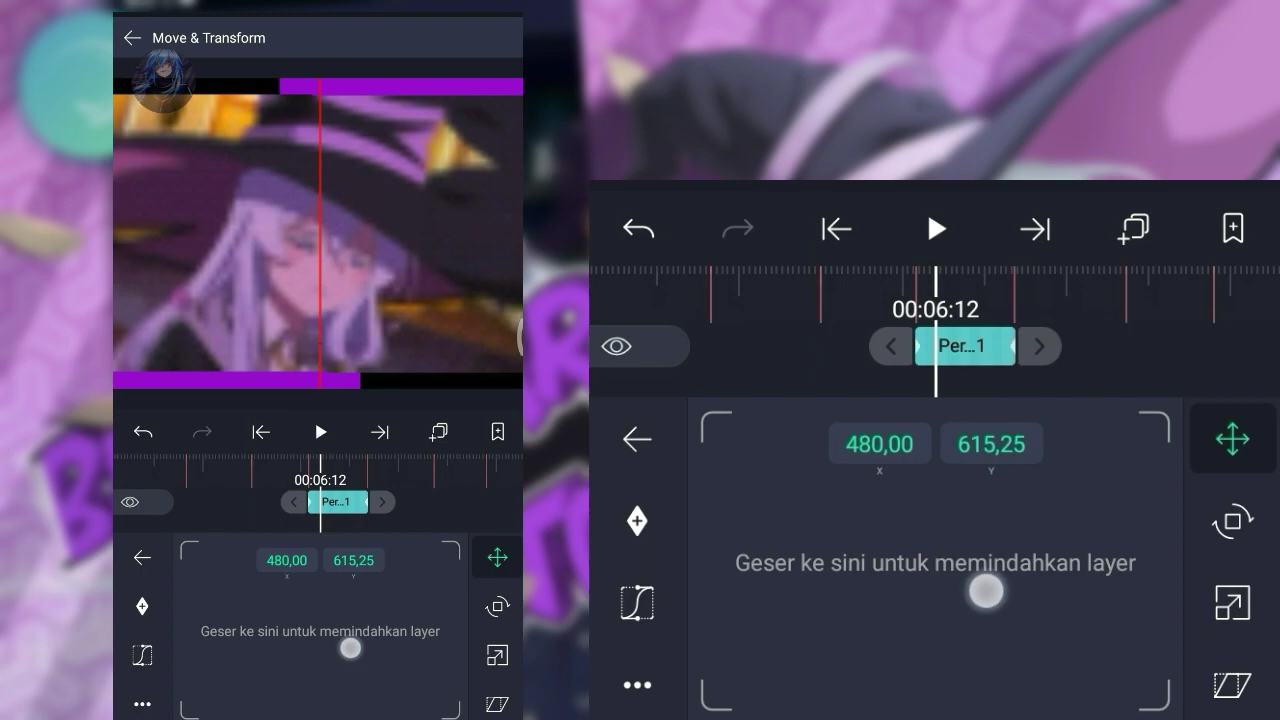 Move & Transform
00:06:12
Per...1
480,00
615,25
X
Y
Geser ke sini untuk memindahkan layer
00:06:12
Per...1
480,00
615,25
X
Y
Geser ke sini untuk memindahkan layer